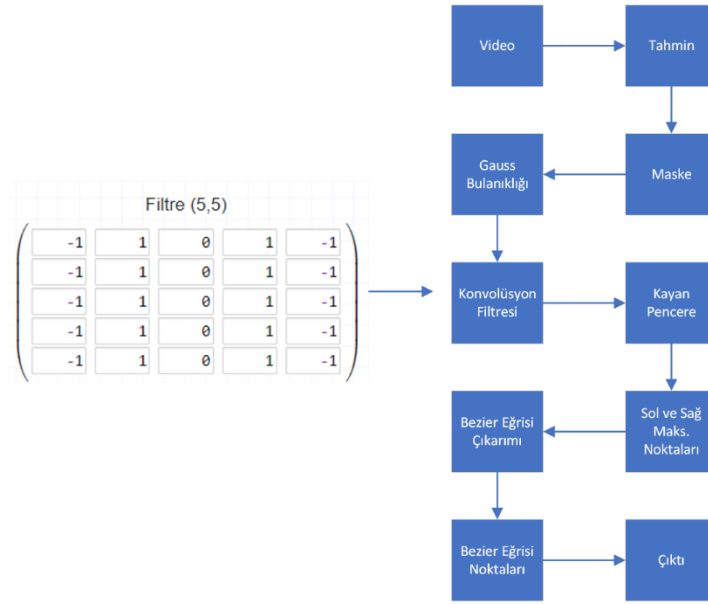 Video
Tahmin
Gauss
Bulanıklığı
Maske
Filtre (5,5)
-1 1 0 1 -1
-1 1 0 1 -1
-1 1 0 1 -1
-1 1 0 1 -1
-1 1 0 1 -1
Konvolüsyon
Filtresi
Kayan
Pencere
Bezier Eğrisi
Çıkarımı
Sol ve Sağ
Maks.
Noktaları
Bezier Eğrisi
Noktaları
Çıktı